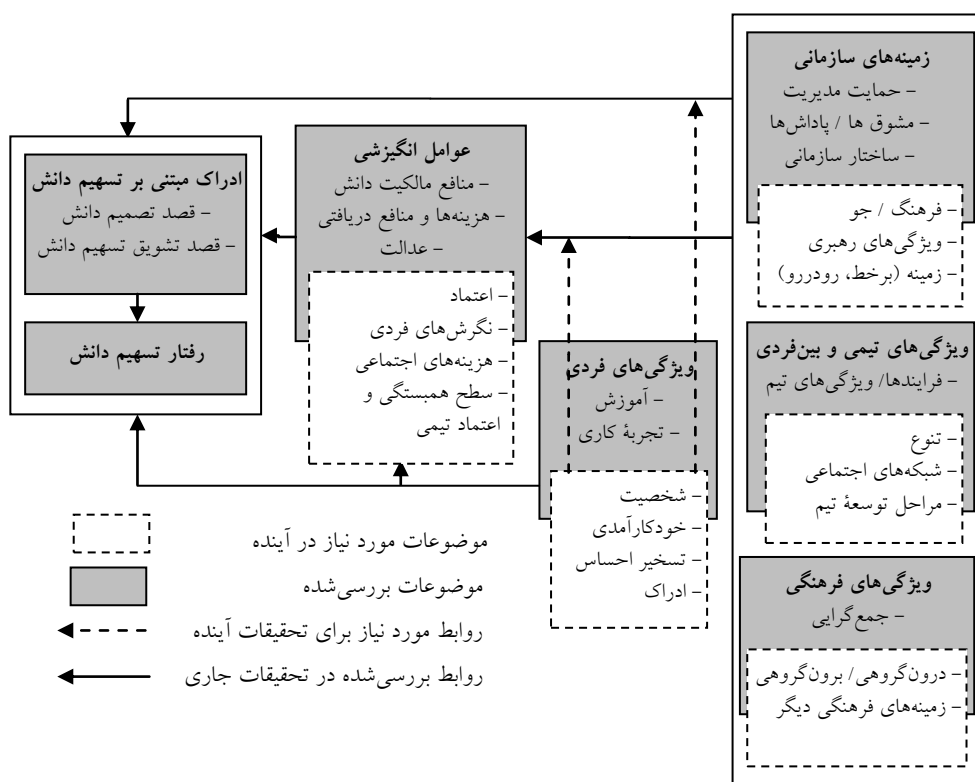 زمینه‌های سازمانی
– حمایت مدیریت
– مشوق ها / پاداش‌ها
– ساختار سازمانی
– فرهنگ / جو
– ویژگی‌های رهبری
– زمینه (برخط، رودررو)
ویژگی‌های تیمی و بین‌فردی
– فرایندها/ ویژگی‌های تیم
– تنوع
– شبکه‌های اجتماعی
– مراحل توسعهٔ تیم
ویژگی‌های فرهنگی
– جمع‌گرایی
– درون‌گروهی/ برون‌گروهی
– زمینه‌های فرهنگی دیگر
ویژگی‌های فردی
– آموزش
– تجربهٔ کاری
– شخصیت
– خودکارآمدی
– تسخیر احساس
– ادراک
عوامل انگیزشی
– منافع مالکیت دانش
– هزینه‌ها و منافع دریافتی
– عدالت
– اعتماد
– نگرش‌های فردی
– هزینه‌های اجتماعی
– سطح همبستگی و
اعتماد تیمی
ادراک مبتنی بر تسهیم دانش
– قصد تصمیم دانش
– قصد تشویق تسهیم دانش
رفتار تسهیم دانش
موضوعات مورد نیاز در آینده
موضوعات بررسی‌شده
روابط مورد نیاز برای تحقیقات آینده
روابط بررسی‌شده در تحقیقات جاری